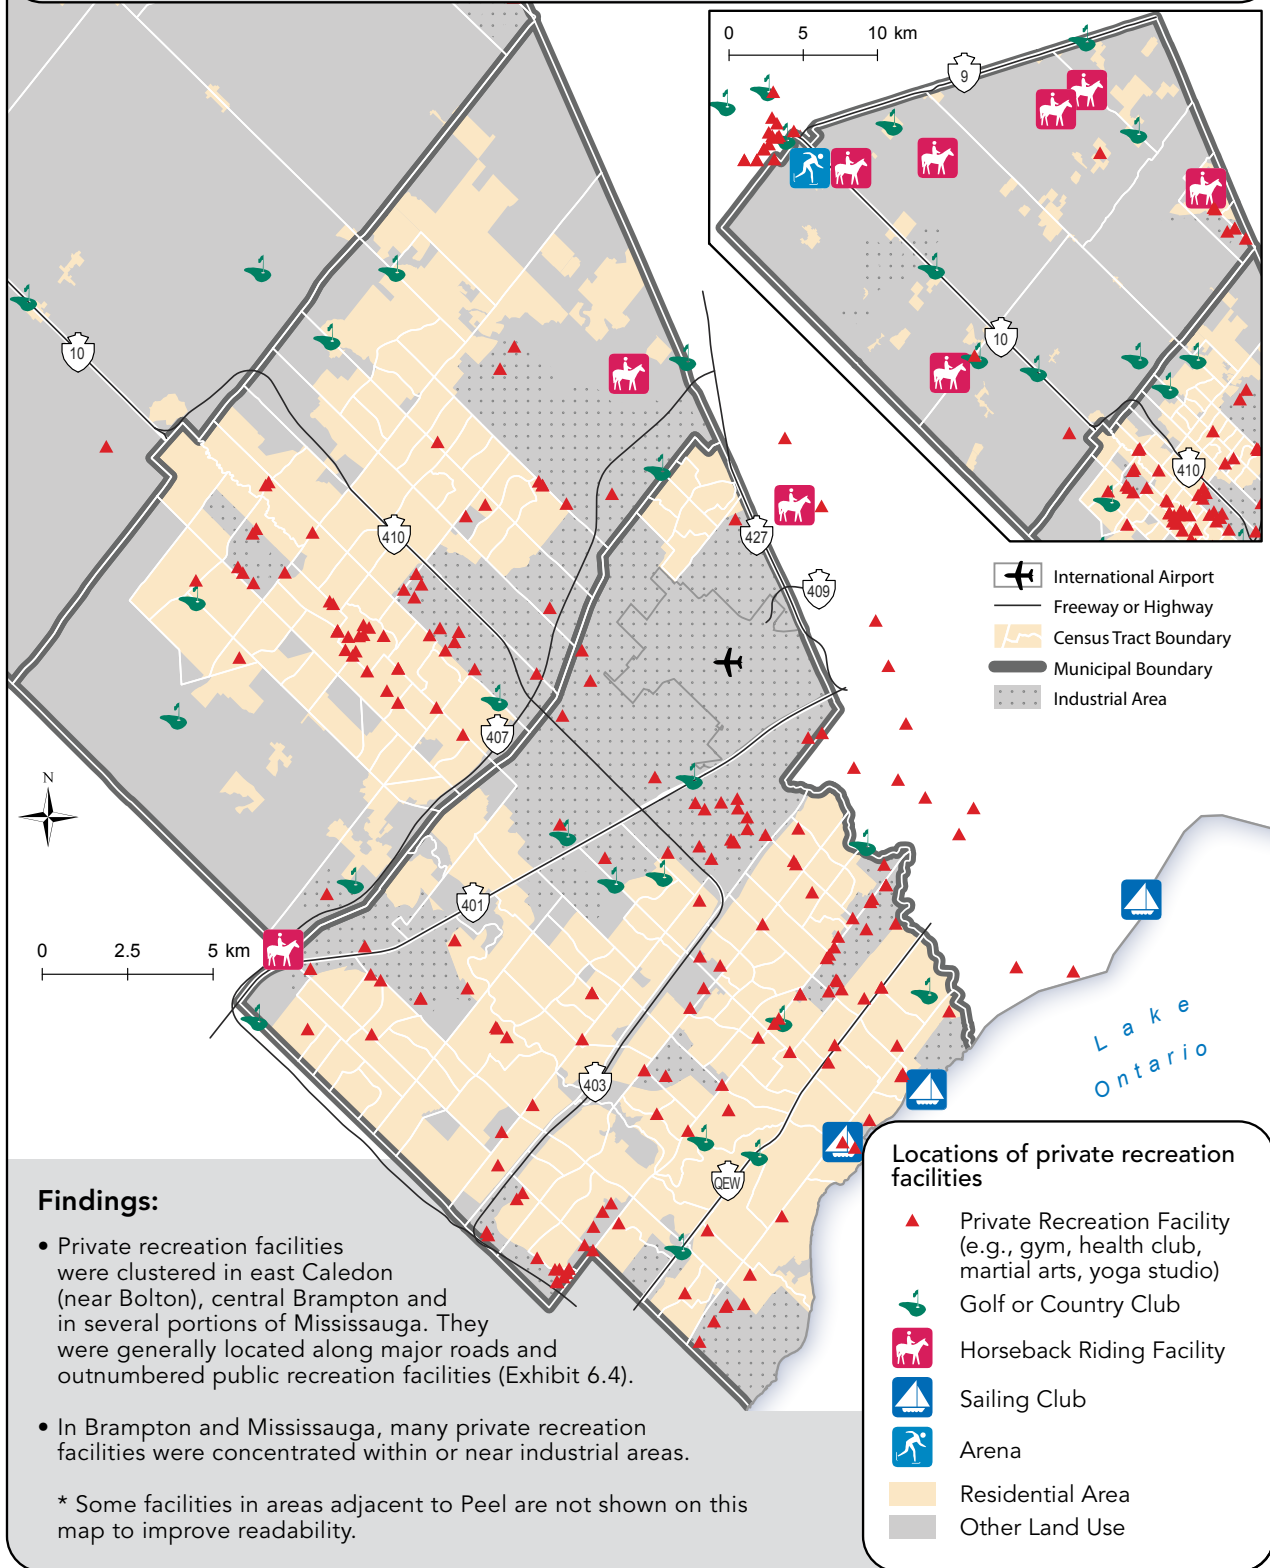 0 5 10 km
9
10
410
10
410
427
409
407
401
403
QEW
N
0 2.5 5 km
International Airport
Freeway or Highway
Census Tract Boundary
Municipal Boundary
Industrial Area
Lake
Ontario
Findings:
• Private recreation facilities
were clustered in east Caledon
(near Bolton), central Brampton and
in several portions of Mississauga. They
were generally located along major roads and
outnumbered public recreation facilities (Exhibit 6.4).
• In Brampton and Mississauga, many private recreation
facilities were concentrated within or near industrial areas.
* Some facilities in areas adjacent to Peel are not shown on this
map to improve readability.
Locations of private recreation
facilities
Private Recreation Facility
(e.g., gym, health club,
martial arts, yoga studio)
Golf or Country Club
Horseback Riding Facility
Sailing Club
Arena
Residential Area
Other Land Use